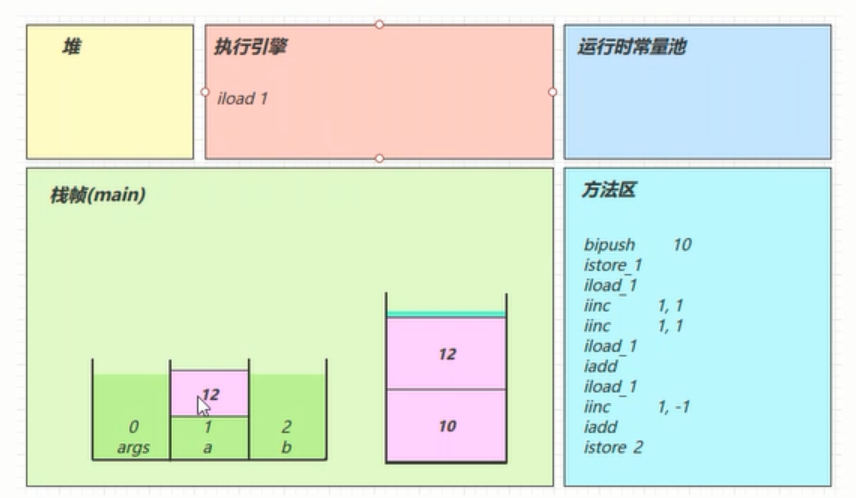 堆
执行引擎
iload 1
运行时常量池
栈帧(main)
12
0 1 2
args a b
12
10
方法区
bipush 10
istore_1
iload_1
iinc 1, 1
iinc 1, 1
iload_1
iadd
iload_1
iinc 1, -1
iadd
istore 2